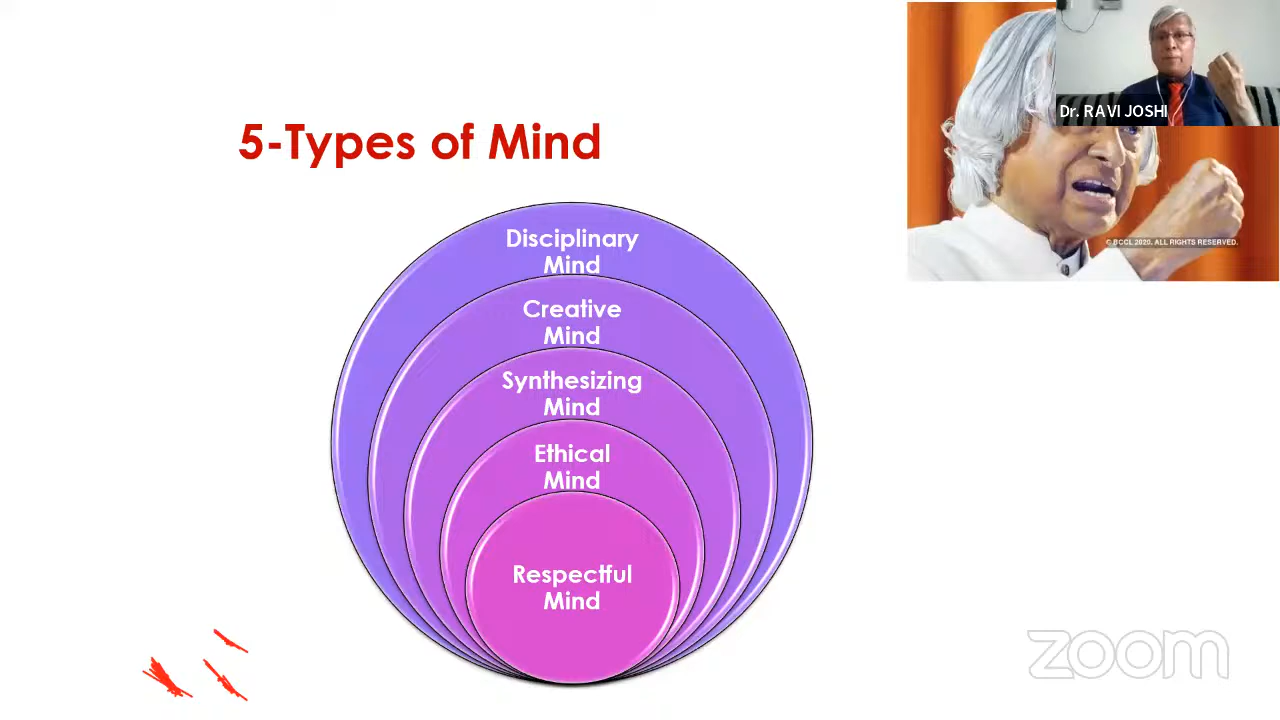 Dr. RAVI JOSHI
5-Types of Mind
© BCCL 2020. ALL RIGHTS RESERVED.
Disciplinary
Mind
Creative
Mind
Synthesizing
Mind
Ethical
Mind
Respectful
Mind
zoom